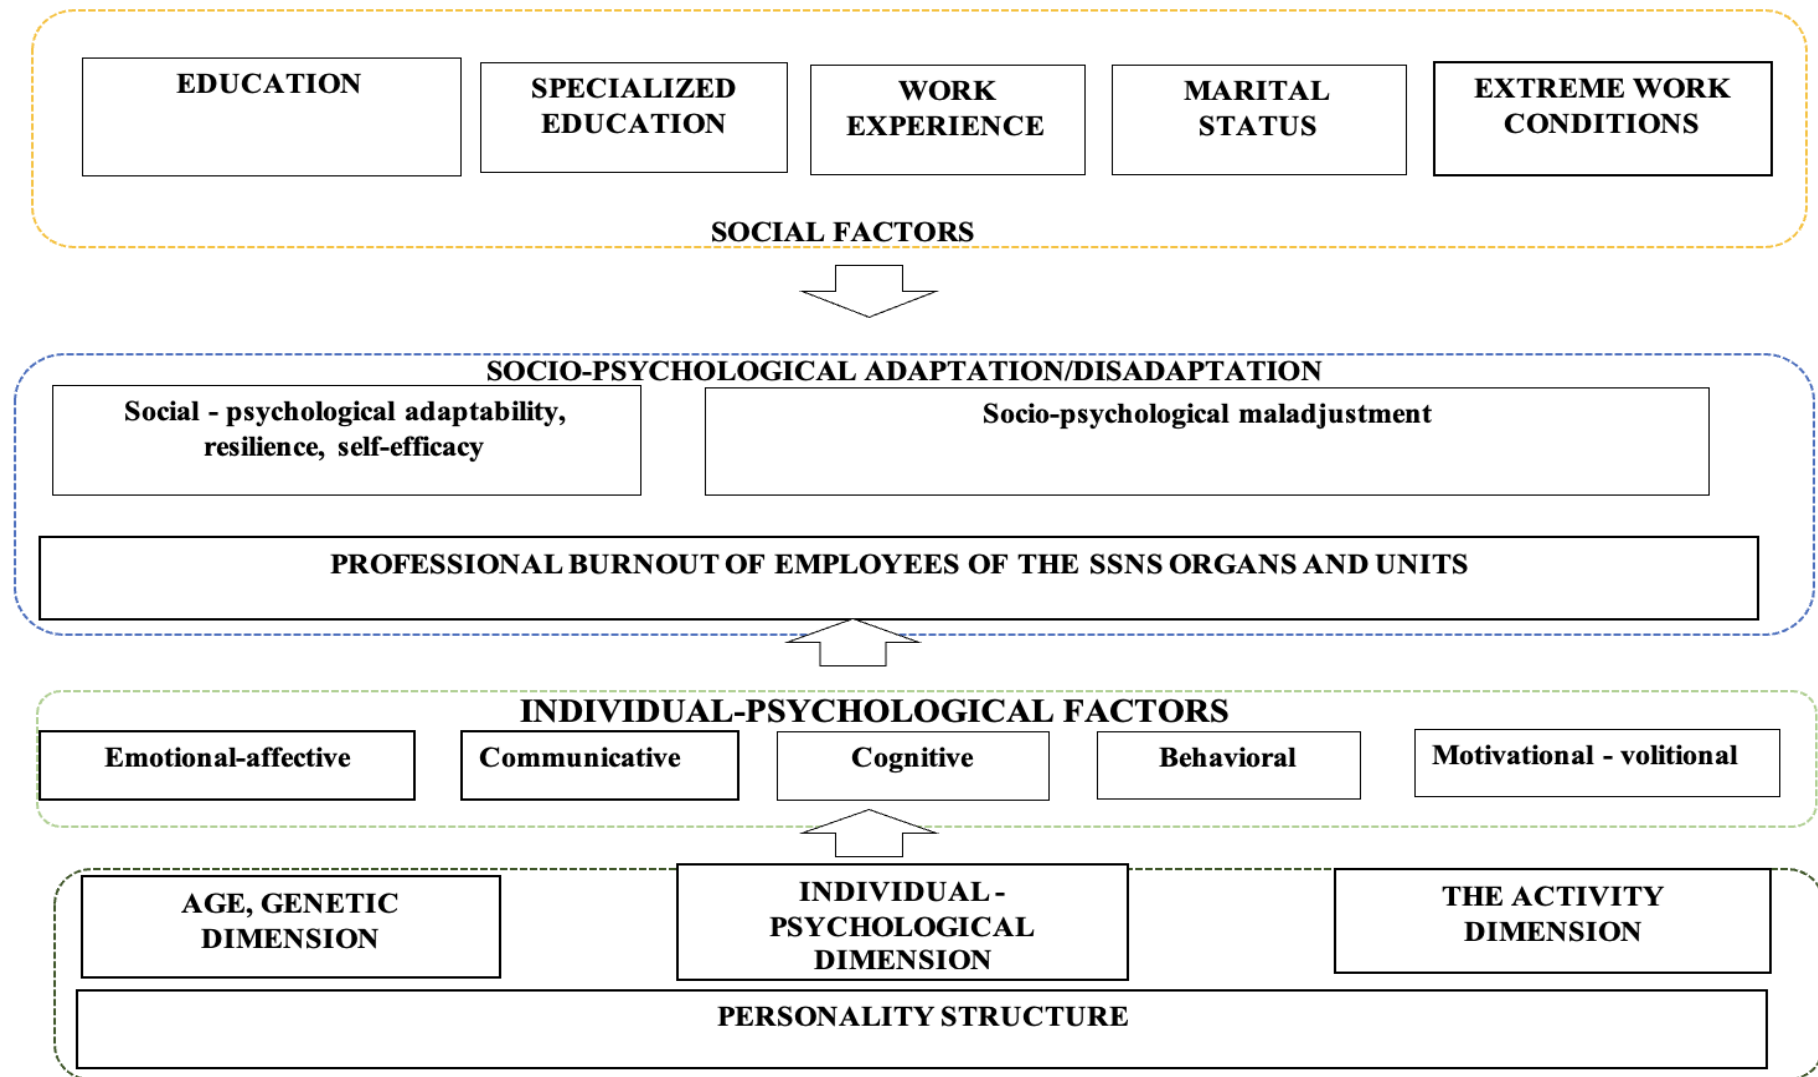 EDUCATION
SPECIALIZED
EDUCATION
WORK
EXPERIENCE
MARITAL
STATUS
EXTREME WORK
CONDITIONS
SOCIAL FACTORS
SOCIO-PSYCHOLOGICAL ADAPTATION/DISADAPTATION
Social - psychological adaptability,
resilience, self-efficacy
Socio-psychological maladjustment
PROFESSIONAL BURNOUT OF EMPLOYEES OF THE SSNS ORGANS AND UNITS
INDIVIDUAL-PSYCHOLOGICAL FACTORS
Emotional-affective
Communicative
Cognitive
Behavioral
Motivational - volitional
AGE, GENETIC
DIMENSION
INDIVIDUAL -
PSYCHOLOGICAL
DIMENSION
THE ACTIVITY
DIMENSION
PERSONALITY STRUCTURE